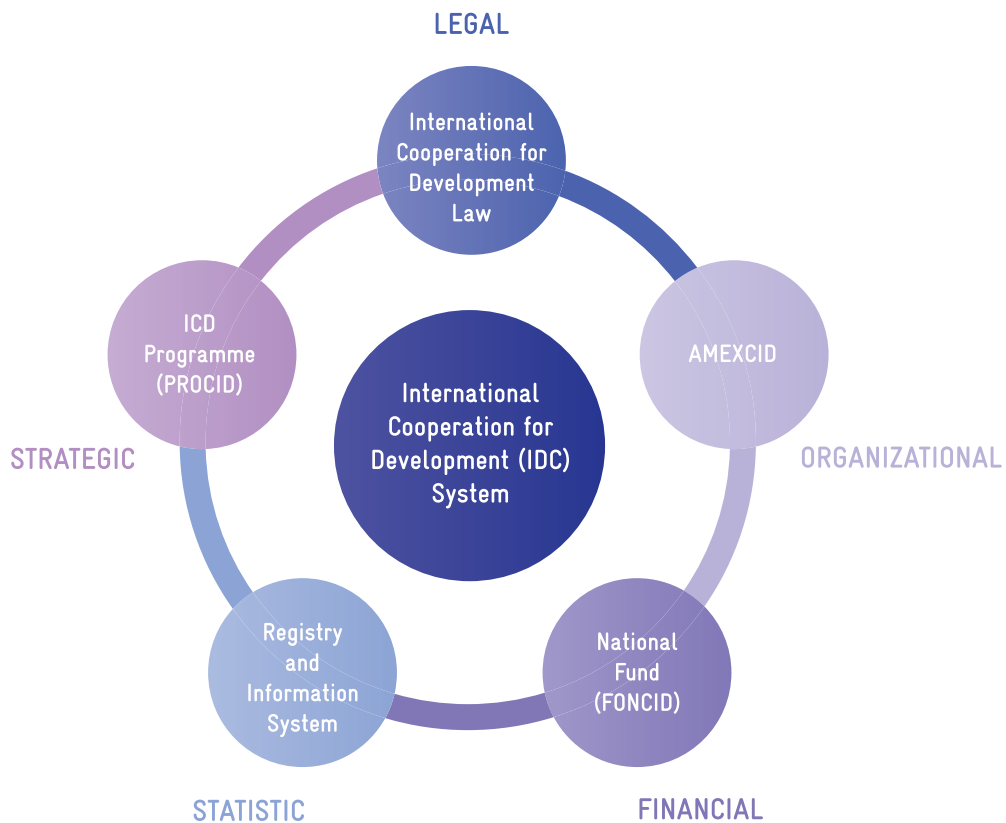 LEGAL
International
Cooperation for
Development
Law
ICD
Programme
(PROCID)
AMEXCID
International
Cooperation for
Development (IDC)
System
STRATEGIC
ORGANIZATIONAL
Registry
and
Information
System
National
Fund
(FONCID)
STATISTIC
FINANCIAL